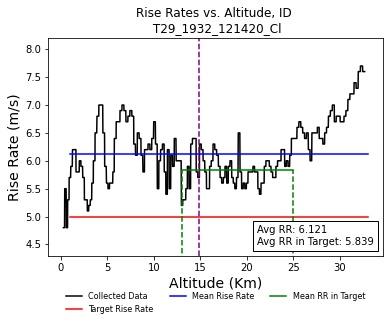 Rise Rates vs. Altitude, ID
T29_1932_121420_Cl
Rise Rate (m/s)
8.0
7.5
7.0
6.5
6.0
5.5
5.0
4.5
Avg RR: 6.121
Avg RR in Target: 5.839
0 5 10 15 20 25 30
Altitude (Km)
Collected Data Mean Rise Rate Mean RR in Target
Target Rise Rate